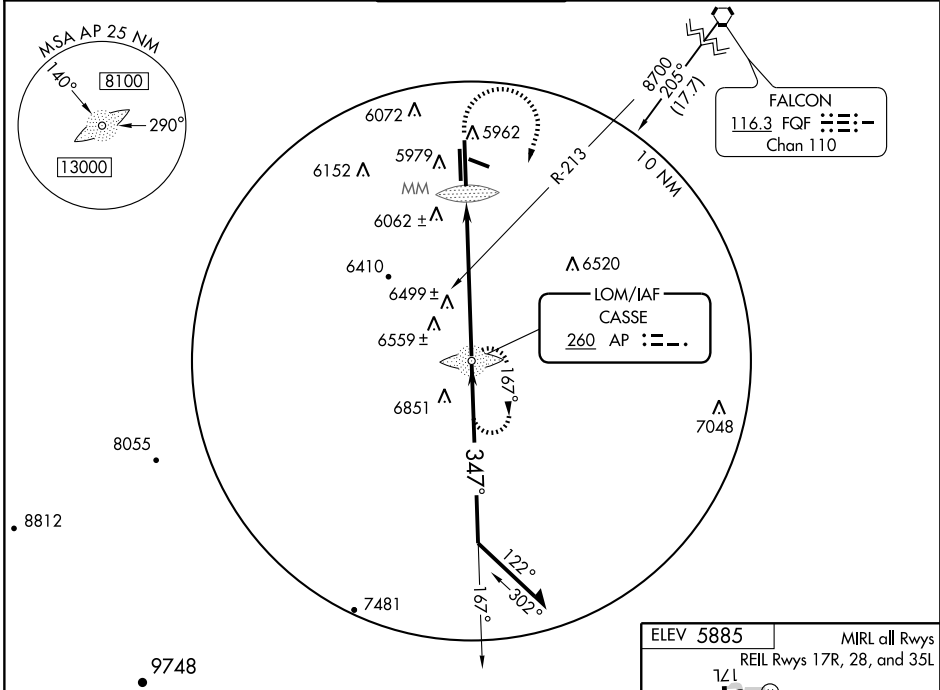 MSA AP 25 NM
140°
8100
290°
13000
8700
205°
(17.7)
FALCON
116.3 FQF
Chan 110
R-213
10 NM
6072
5962
5979
6152
MM
6062 ±
6410
6520
6499 ±
6559 ±
LOM/IAF
CASSE
260 AP
167°
6851
7048
347°
8055
8812
122°
302°
167°
7481
9748
ELEV 5885
MIRL all Rwys
REIL Rwys 17R, 28, and 35L
17L